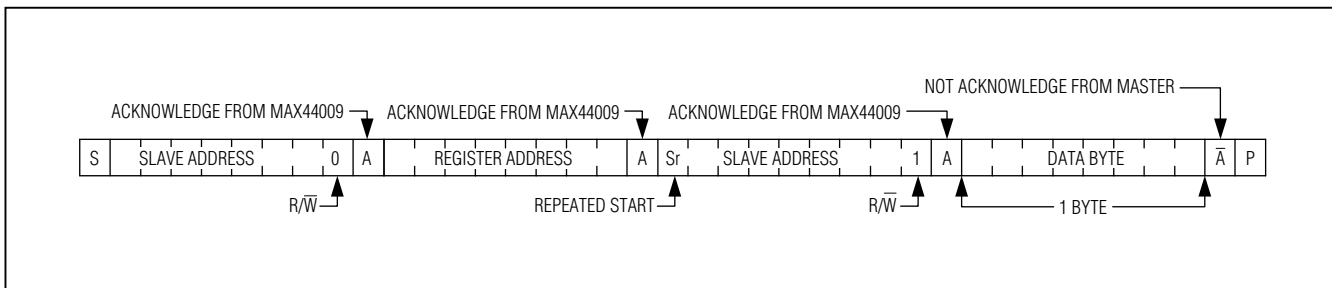 NOT ACKNOWLEDGE FROM MASTER
ACKNOWLEDGE FROM MAX44009 ACKNOWLEDGE FROM MAX44009 ACKNOWLEDGE FROM MAX44009
S SLAVE ADDRESS 0 A REGISTER ADDRESS A Sr SLAVE ADDRESS 1 A DATA BYTE A̅ P
R/W̅ REPEATED START R/W̅ 1 BYTE